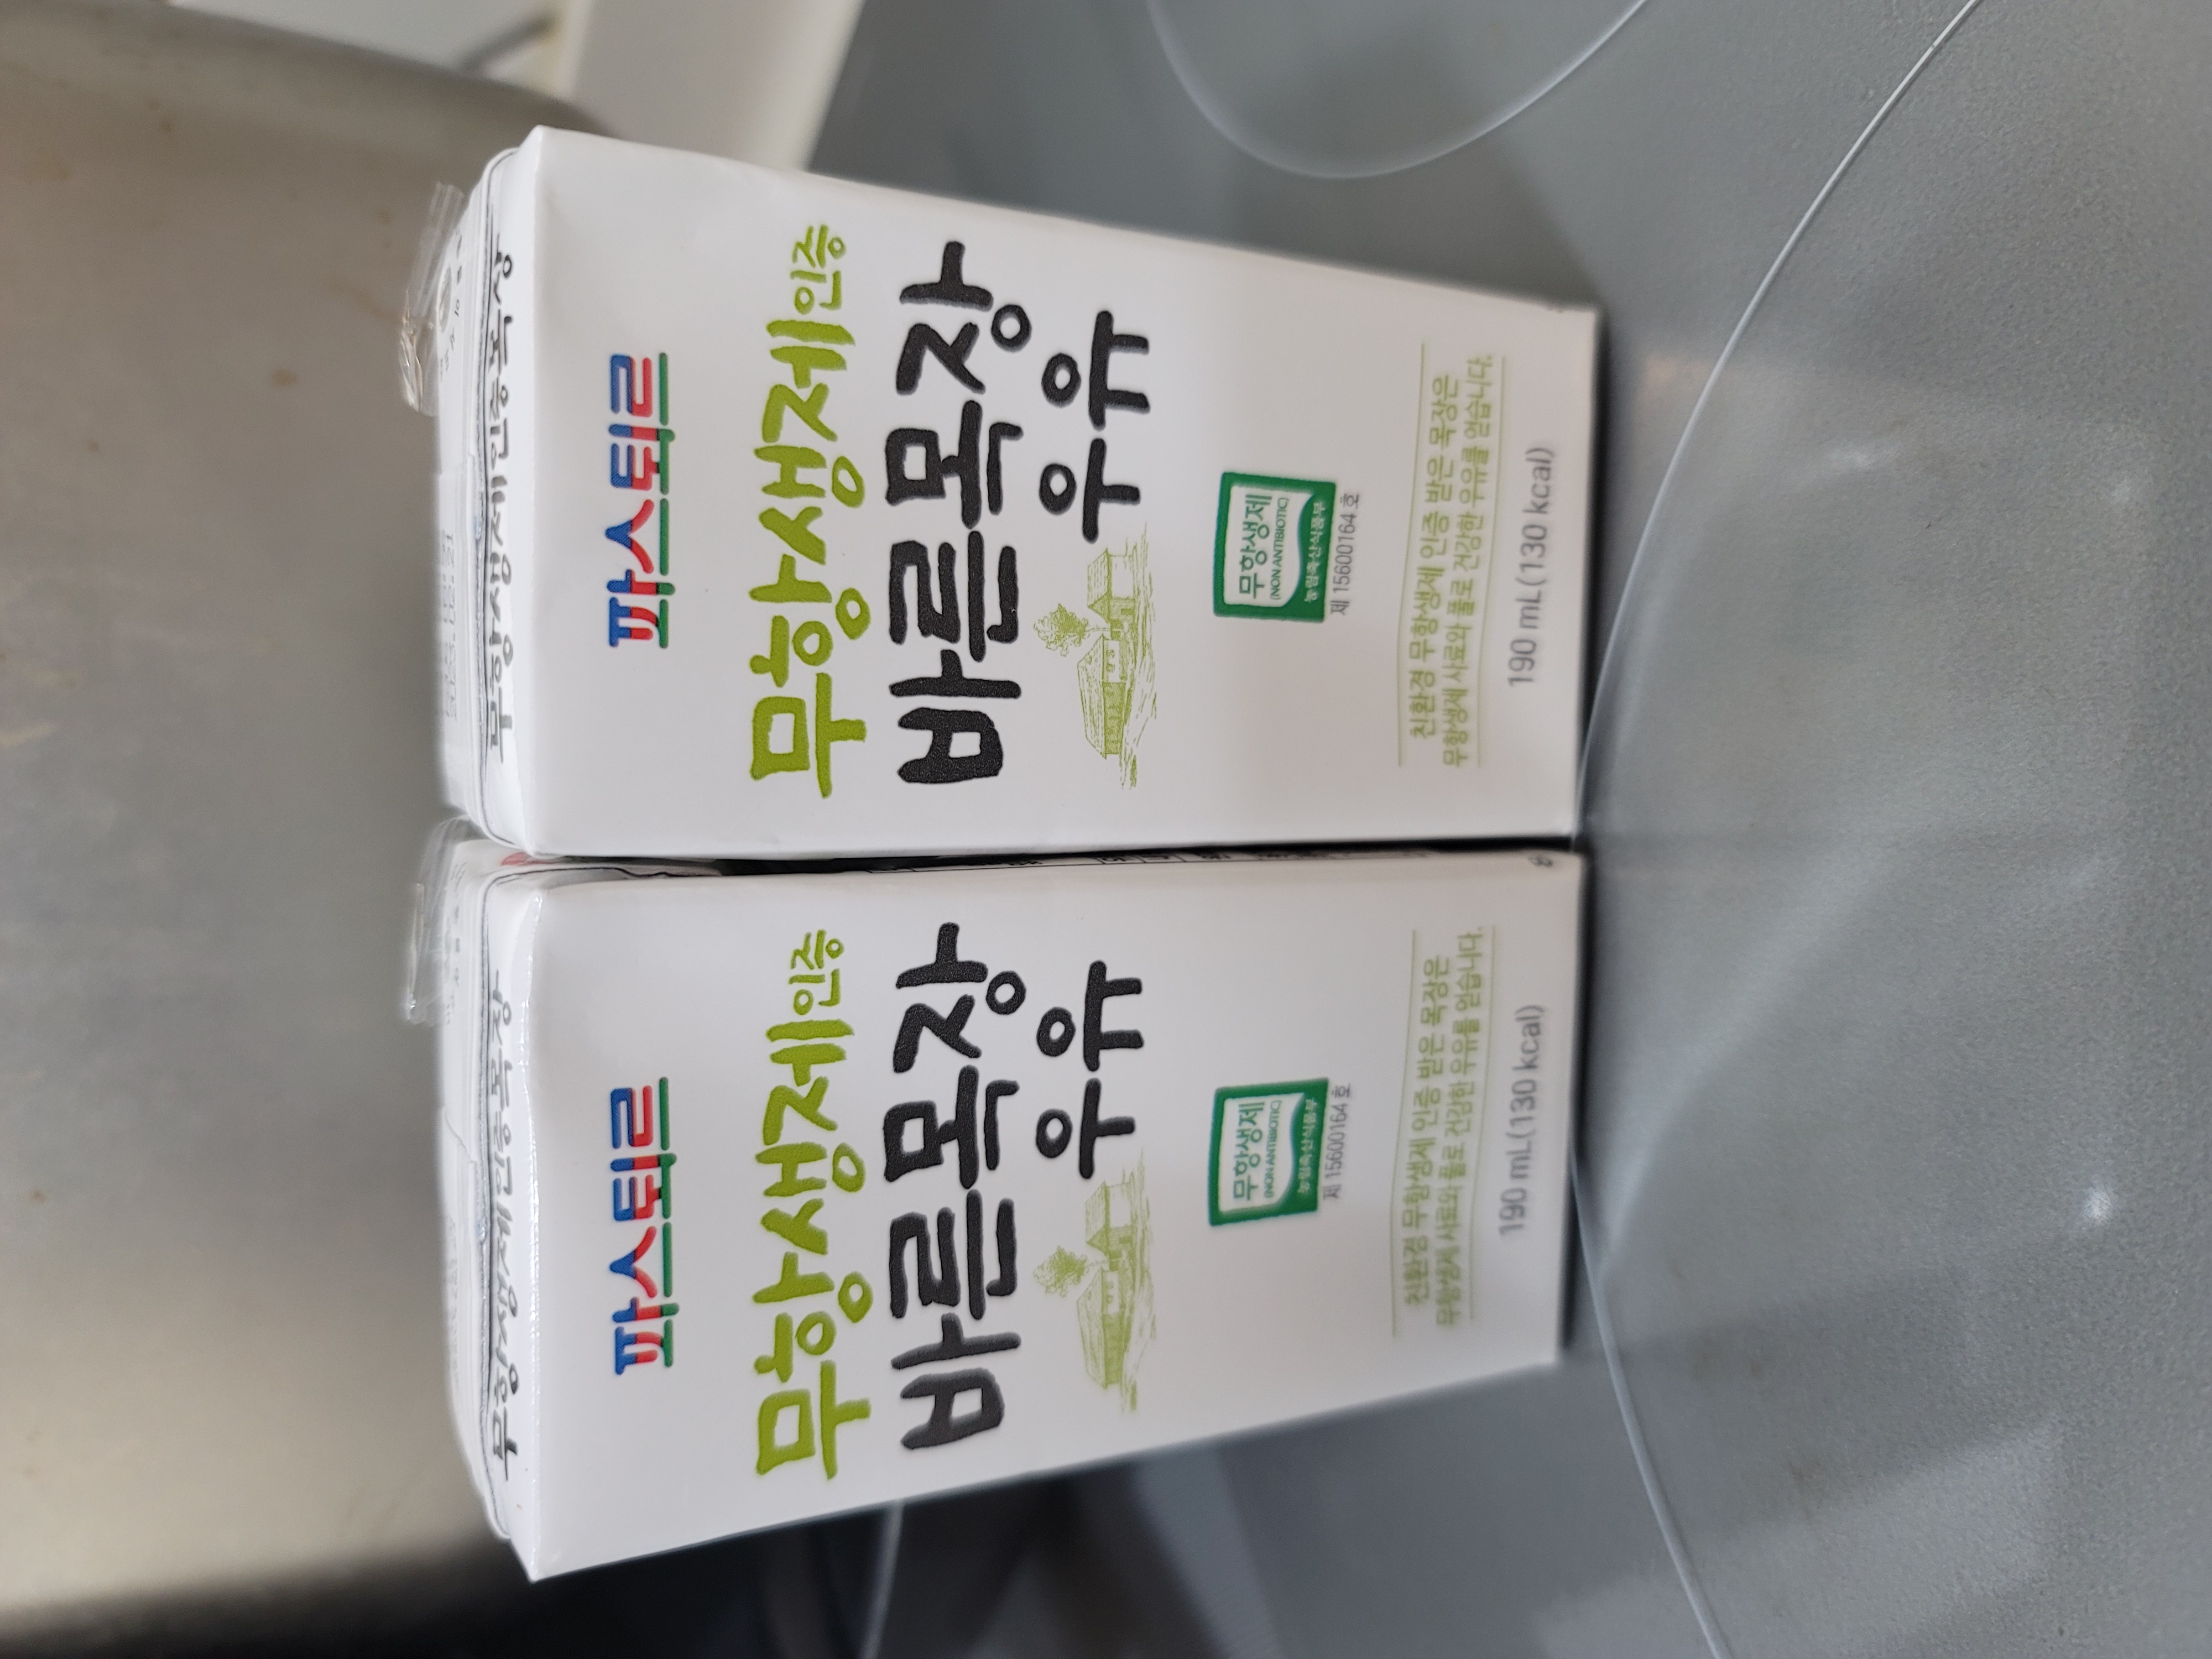 파스퇴르
무항생제인증
바른목장
우유
무항생제
(NON ANTIBIOTIC)
농림축산식품부
제 15600164 호
친환경 무항생제 인증 받은 목장은
무항생제 사료와 풀로 건강한 우유를 얻습니다.
190 mL(130 kcal)
파스퇴르
무항생제인증
바른목장
우유
무항생제
(NON ANTIBIOTIC)
농림축산식품부
제 15600164 호
친환경 무항생제 인증 받은 목장은
무항생제 사료와 풀로 건강한 우유를 얻습니다.
190 mL(130 kcal)